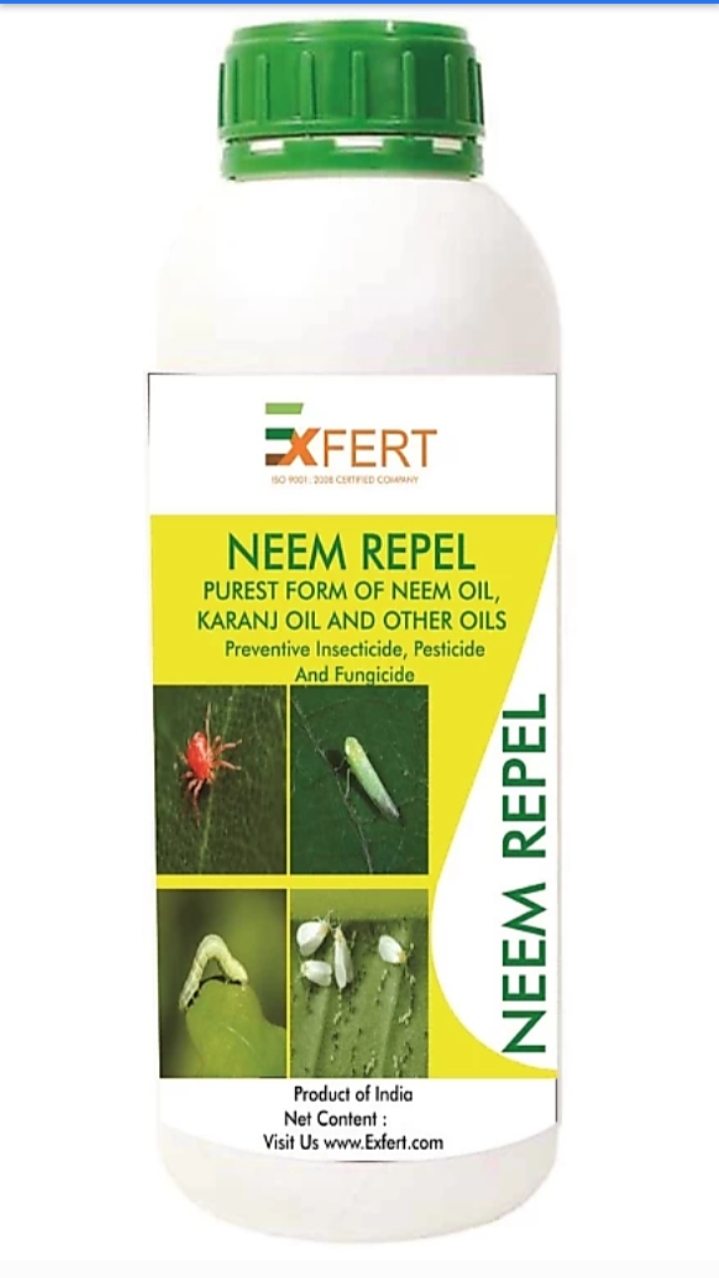 EXFERT
ISO 9001: 2008 CERTIFIED COMPANY
NEEM REPEL
PUREST FORM OF NEEM OIL,
KARANJ OIL AND OTHER OILS
Preventive Insecticide, Pesticide
And Fungicide
NEEM REPEL
Product of India
Net Content :
Visit Us www.Exfert.com